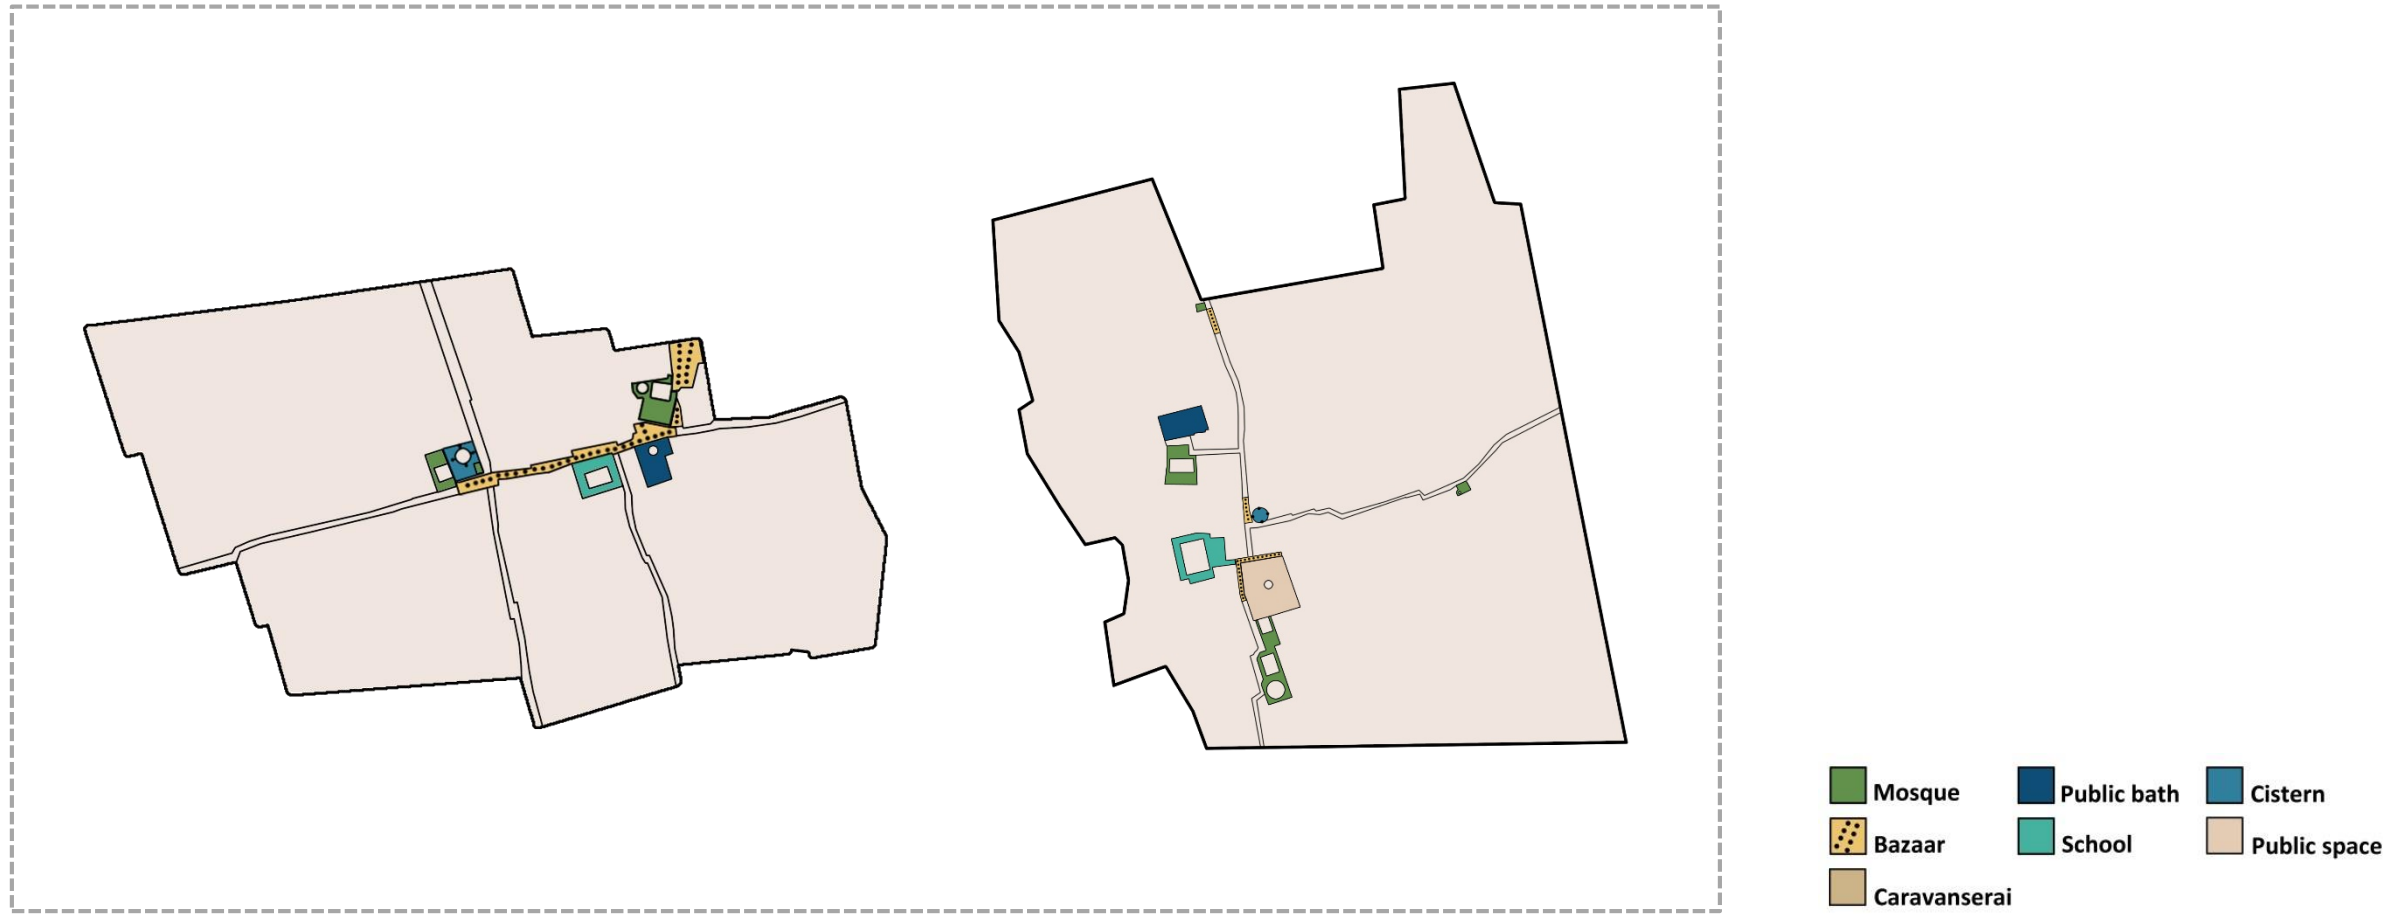 Mosque
Public bath
Cistern
Bazaar
School
Public space
Caravanserai